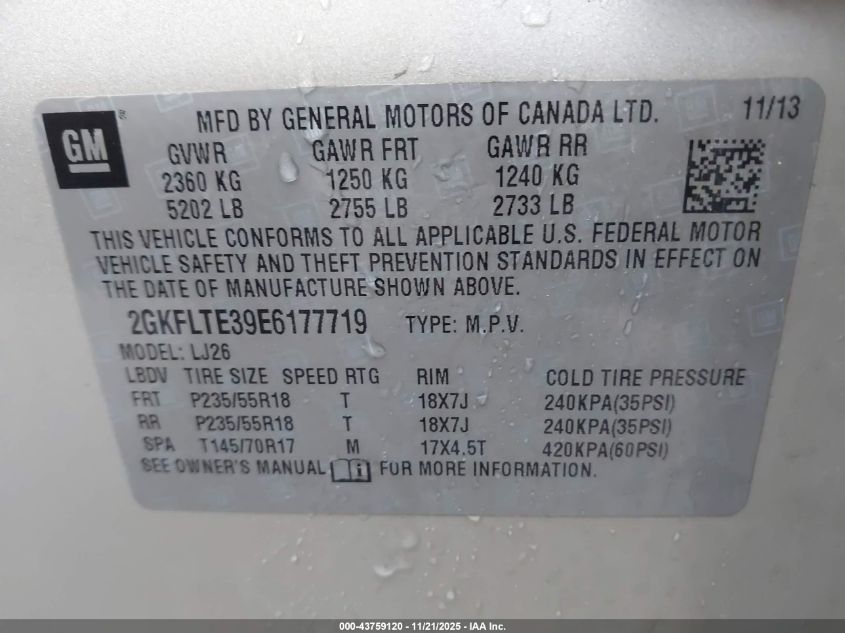 GM ®
MFD BY GENERAL MOTORS OF CANADA LTD. 11/13
GVWR GAWR FRT GAWR RR
2360 KG 1250 KG 1240 KG
5202 LB 2755 LB 2733 LB
THIS VEHICLE CONFORMS TO ALL APPLICABLE U.S. FEDERAL MOTOR
VEHICLE SAFETY AND THEFT PREVENTION STANDARDS IN EFFECT ON
THE DATE OF MANUFACTURE SHOWN ABOVE.
2GKFLTE39E6177719 TYPE: M.P.V.
MODEL: LJ26
LBDV TIRE SIZE SPEED RTG RIM COLD TIRE PRESSURE
FRT P235/55R18 T 18X7J 240KPA(35PSI)
RR P235/55R18 T 18X7J 240KPA(35PSI)
SPA T145/70R17 M 17X4.5T 420KPA(60PSI)
SEE OWNER'S MANUAL i FOR MORE INFORMATION.
000-43759120 - 11/21/2025 - IAA Inc.